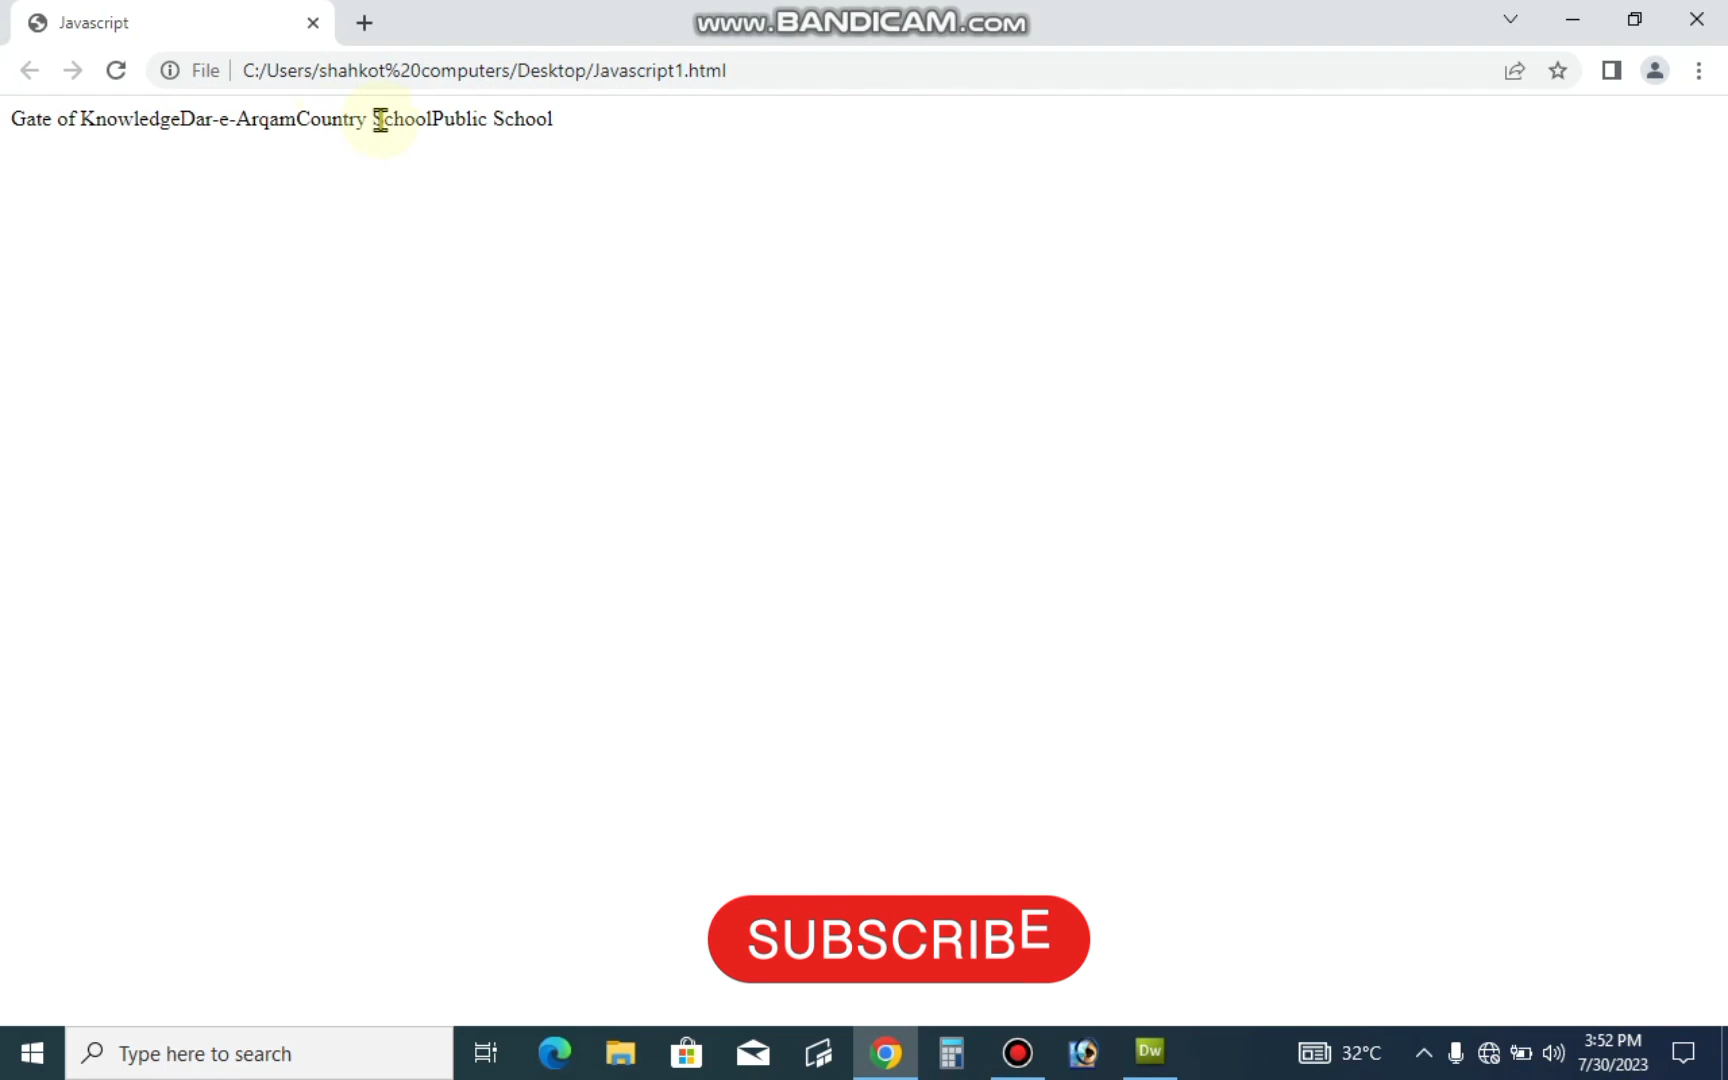 Javascript
www.BANDICAM.com
File
C:/Users/shahkot%20computers/Desktop/Javascript1.html
Gate of KnowledgeDar-e-ArqamCountry SchoolPublic School
SUBSCRIBE
Type here to search
Dw
32°C
3:52 PM
7/30/2023